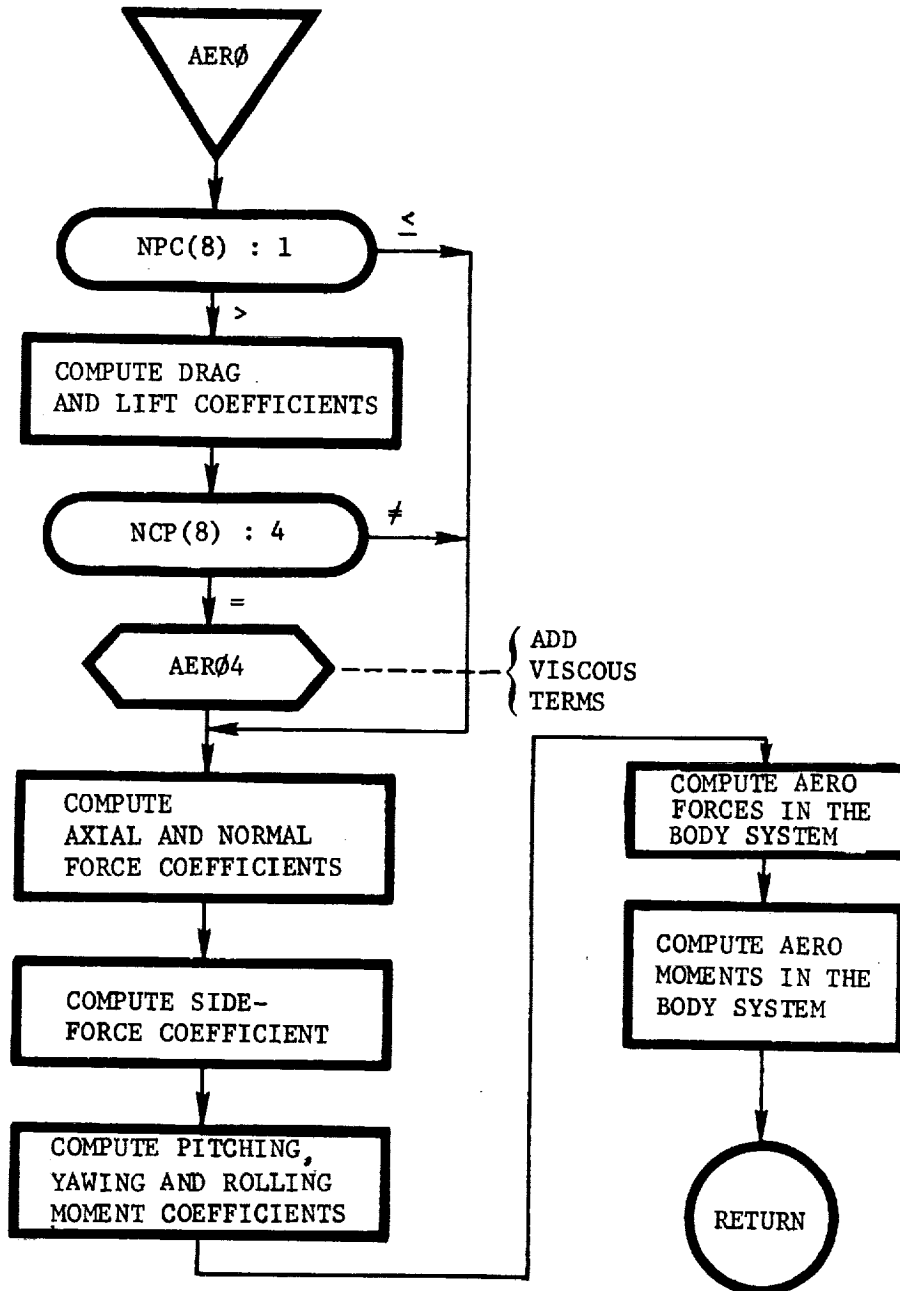 AERØ
NPC(8) : 1
≤
>
COMPUTE DRAG
AND LIFT COEFFICIENTS
NCP(8) : 4
≠
=
AERØ4
ADD
VISCOUS
TERMS
COMPUTE
AXIAL AND NORMAL
FORCE COEFFICIENTS
COMPUTE SIDE-
FORCE COEFFICIENT
COMPUTE PITCHING,
YAWING AND ROLLING
MOMENT COEFFICIENTS
COMPUTE AERO
FORCES IN THE
BODY SYSTEM
COMPUTE AERO
MOMENTS IN THE
BODY SYSTEM
RETURN